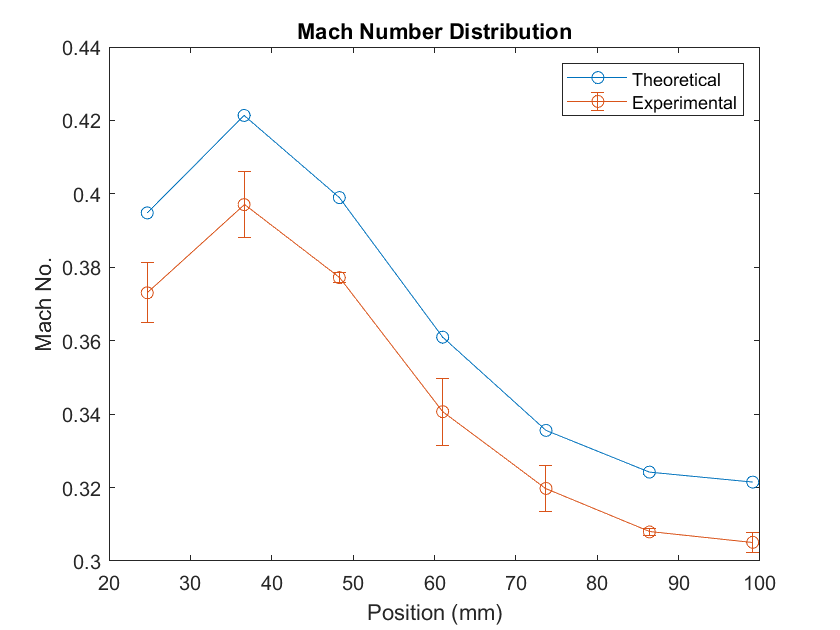 Mach Number Distribution
Theoretical
Experimental
0.44
0.42
0.4
0.38
0.36
0.34
0.32
0.3
Mach No.
20 30 40 50 60 70 80 90 100
Position (mm)